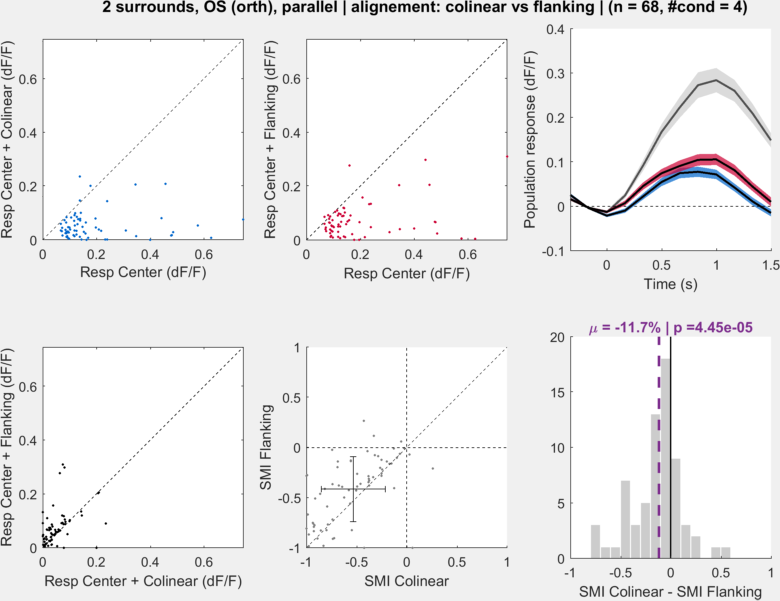 2 surrounds, OS (orth), parallel | alignement: colinear vs flanking | (n = 68, #cond = 4)
Resp Center + Colinear (dF/F)
0.6
0.4
0.2
0
0 0.2 0.4 0.6
Resp Center (dF/F)
Resp Center + Flanking (dF/F)
0.6
0.4
0.2
0
0 0.2 0.4 0.6
Resp Center (dF/F)
Population response (dF/F)
0.4
0.3
0.2
0.1
0
-0.1
0 0.5 1 1.5
Time (s)
Resp Center + Flanking (dF/F)
0.6
0.4
0.2
0
0 0.2 0.4 0.6
Resp Center + Colinear (dF/F)
SMI Flanking
1
0.5
0
-0.5
-1
-1 -0.5 0 0.5 1
SMI Colinear
μ = -11.7% | p =4.45e-05
20
15
10
5
0
-1 -0.5 0 0.5 1
SMI Colinear - SMI Flanking